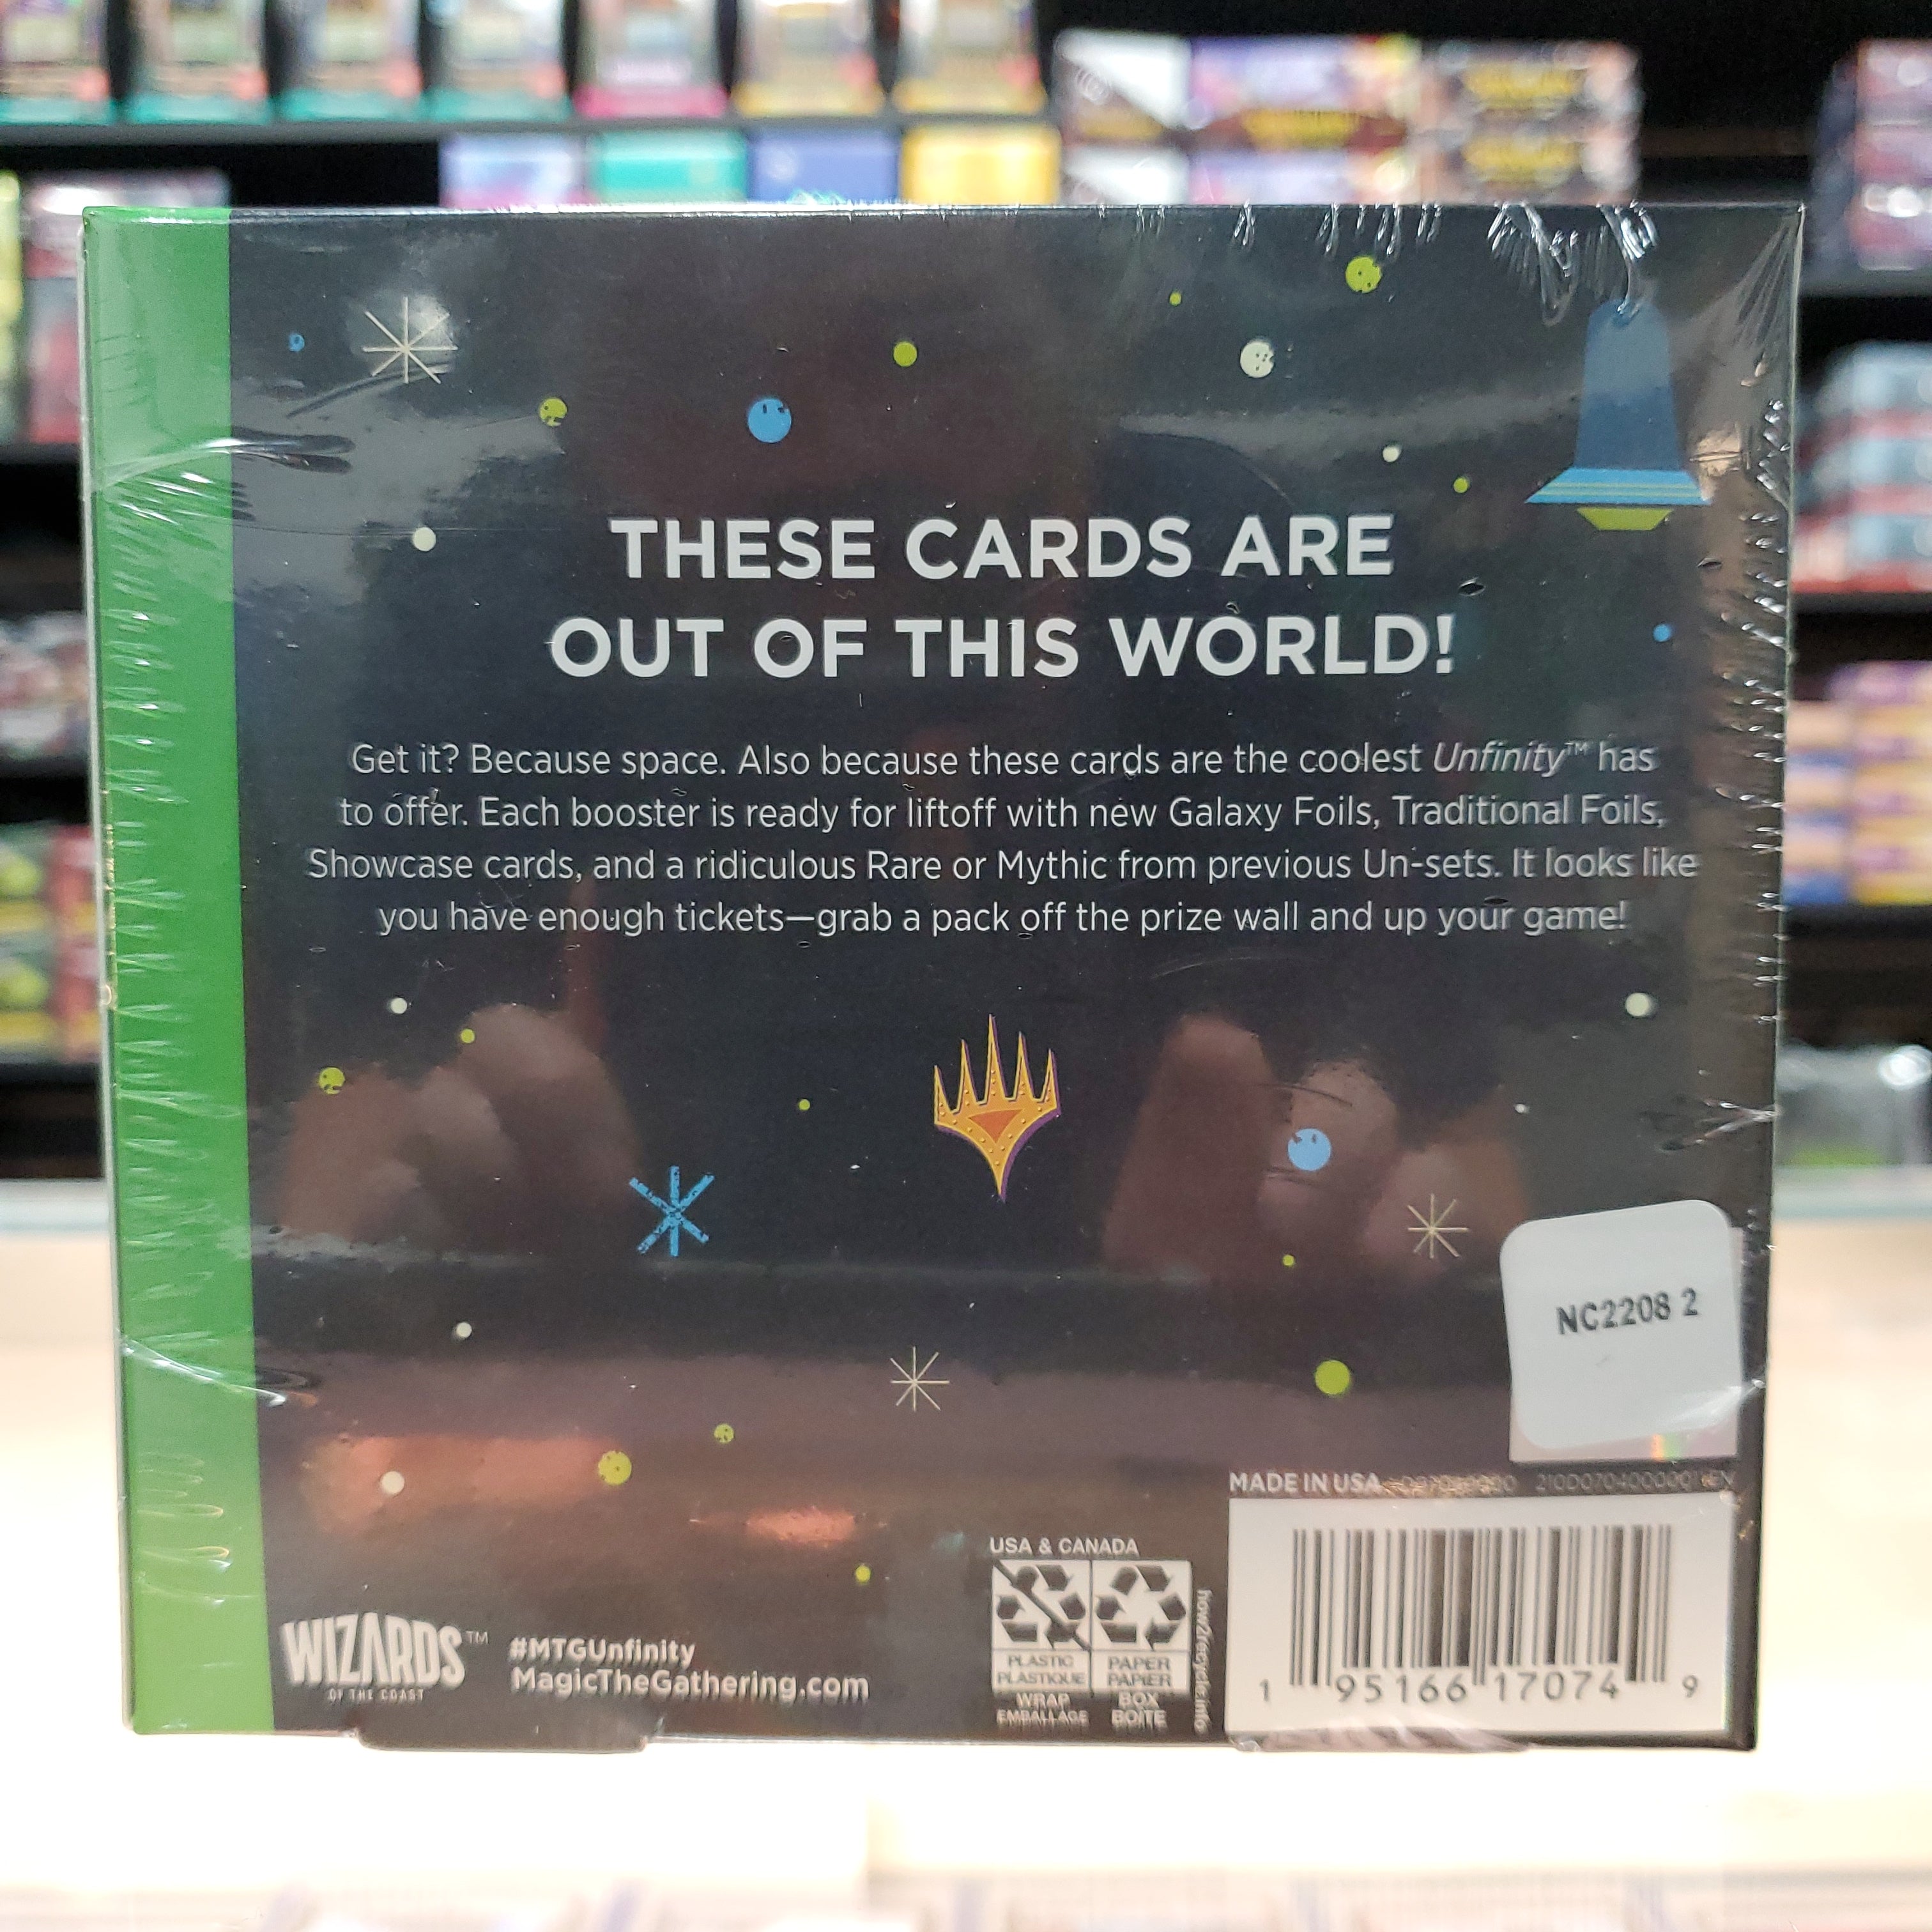 THESE CARDS ARE
OUT OF THIS WORLD!
Get it? Because space. Also because these cards are the coolest Unfinity™ has
to offer. Each booster is ready for liftoff with new Galaxy Foils, Traditional Foils,
Showcase cards, and a ridiculous Rare or Mythic from previous Un-sets. It looks like
you have enough tickets—grab a pack off the prize wall and up your game!
NC2208 2
MADE IN USA
USA & CANADA
PLASTIC PLASTIQUE
PAPER PAPIER
WRAP EMBALLAGE
BOX BOÎTE
how2recycle.info
WIZARDS™
OF THE COAST
#MTGUnfinity
MagicTheGathering.com
1 95166 17074 9